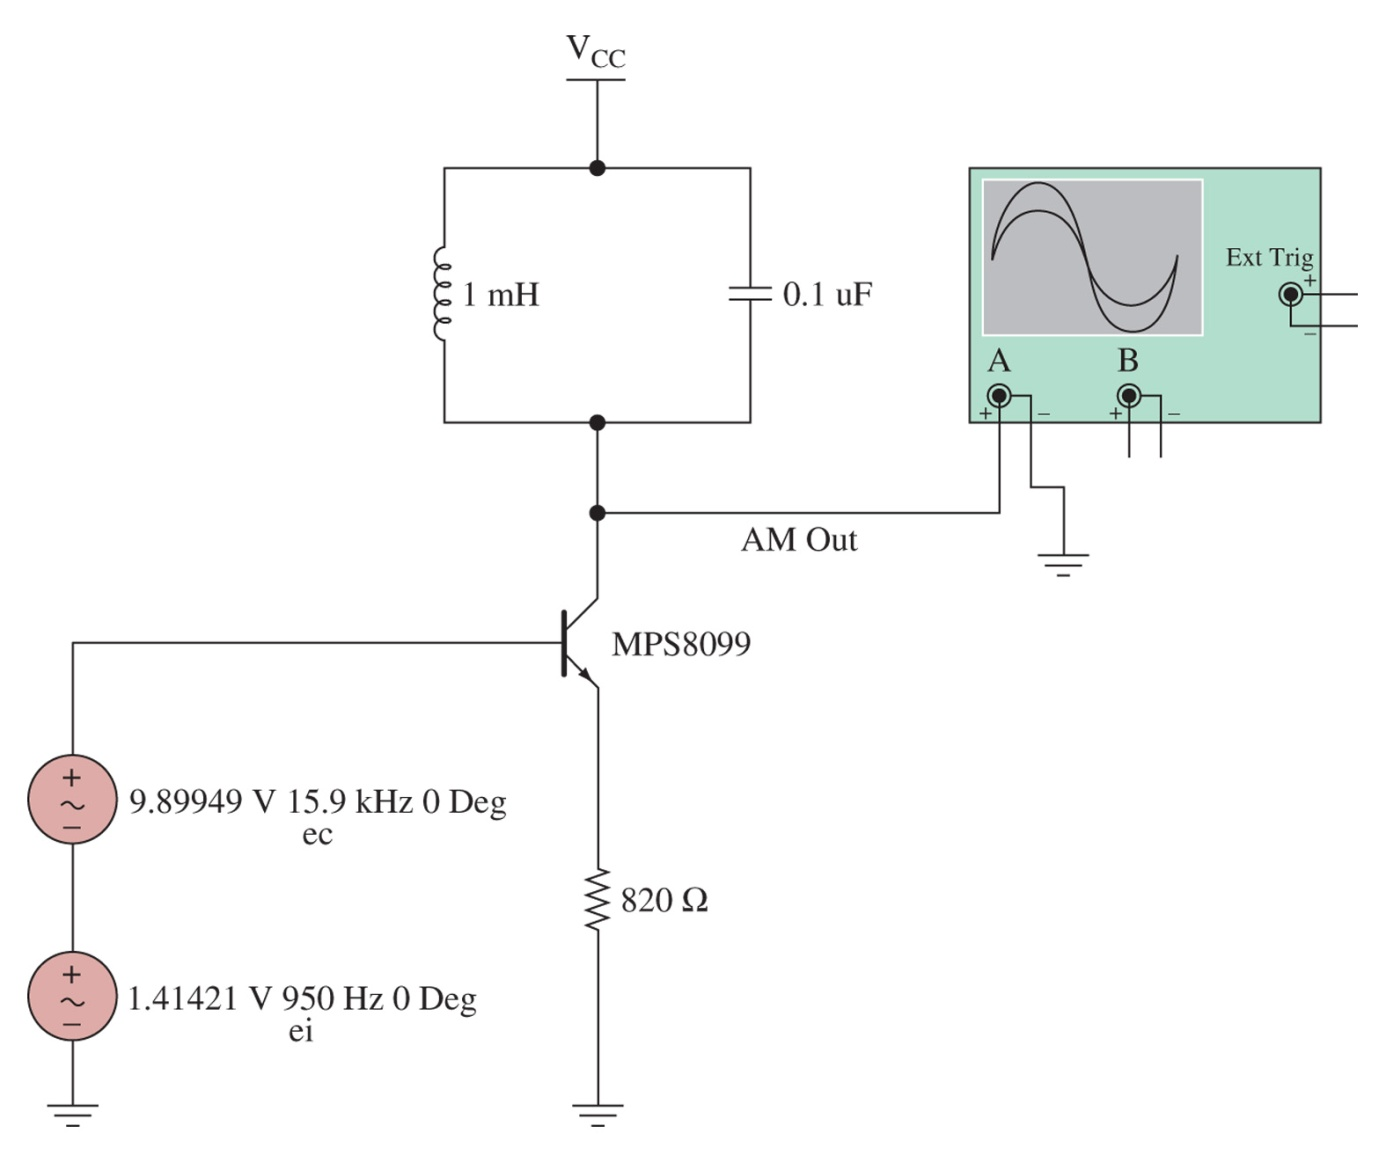 VCC
1 mH
0.1 uF
Ext Trig
+
−
A
B
+
−
+
−
AM Out
MPS8099
+
~
−
9.89949 V 15.9 kHz 0 Deg
ec
820 Ω
+
~
−
1.41421 V 950 Hz 0 Deg
ei